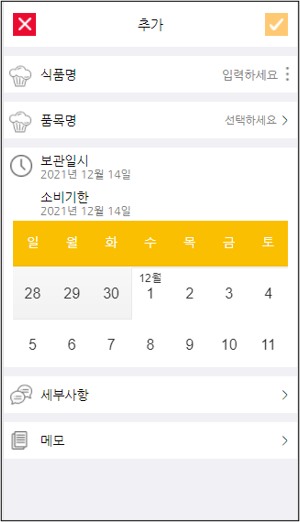 추가
식품명 입력하세요
품목명 선택하세요
보관일시
2021년 12월 14일
소비기한
2021년 12월 14일
일 월 화 수 목 금 토
12월
28 29 30 1 2 3 4
5 6 7 8 9 10 11
세부사항
메모